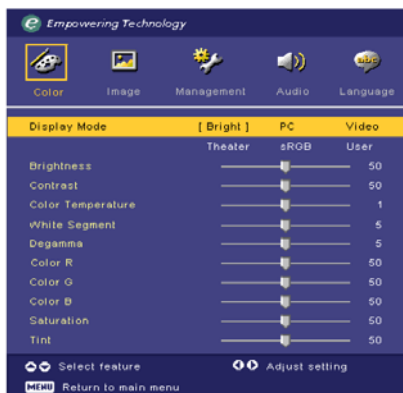 e Empowering Technology
Color Image Management Audio Language
Display Mode [ Bright ] PC Video
Theater sRGB User
Brightness 50
Contrast 50
Color Temperature 1
White Segment 5
Degamma 5
Color R 50
Color G 50
Color B 50
Saturation 50
Tint 50
Select feature Adjust setting
MENU Return to main menu